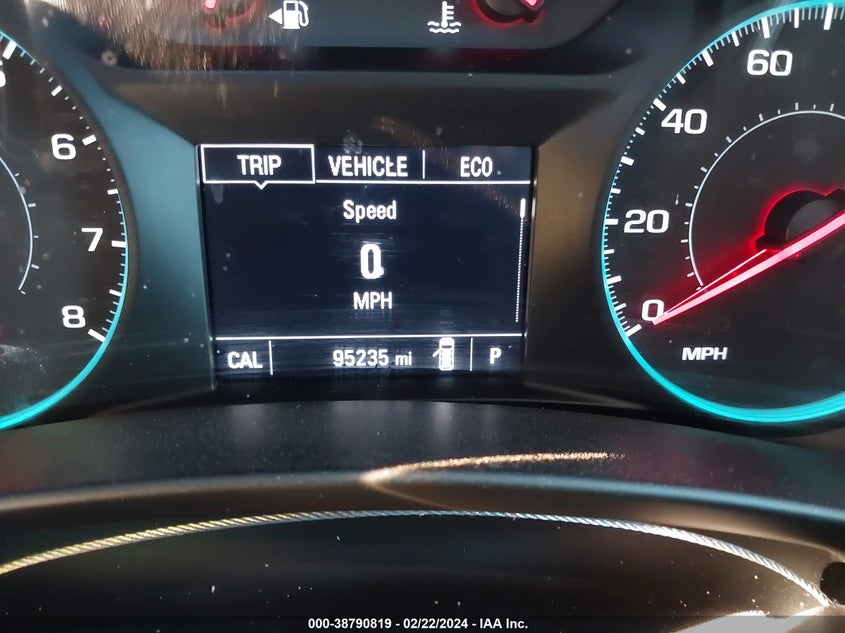 60
40
20
0
MPH
6
7
8
TRIP VEHICLE ECO
Speed
0
MPH
CAL 95235 mi P
000-38790819 - 02/22/2024 - IAA Inc.